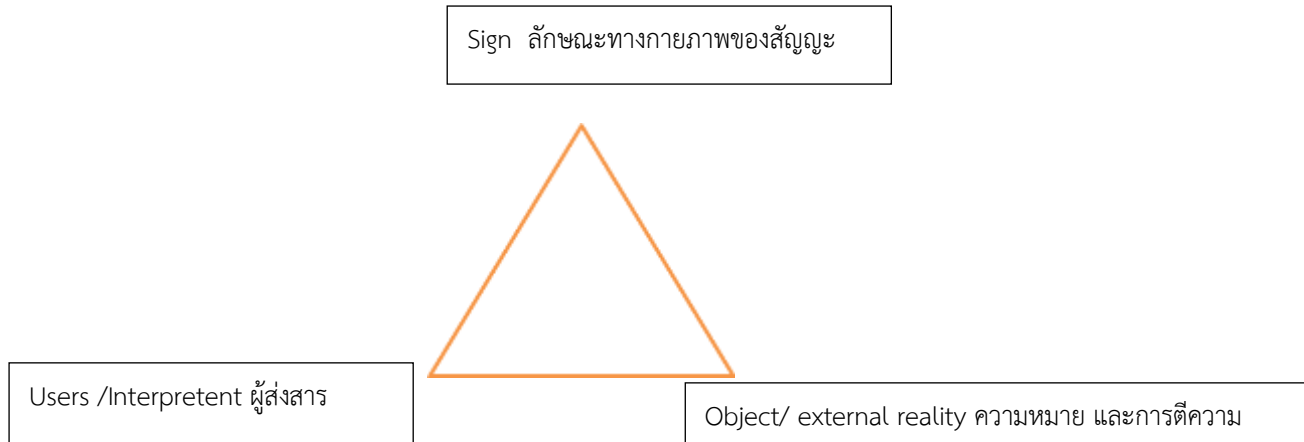 Sign ลักษณะทางกายภาพของสัญญะ
Users /Interpretent ผู้ส่งสาร
Object/ external reality ความหมาย และการตีความ